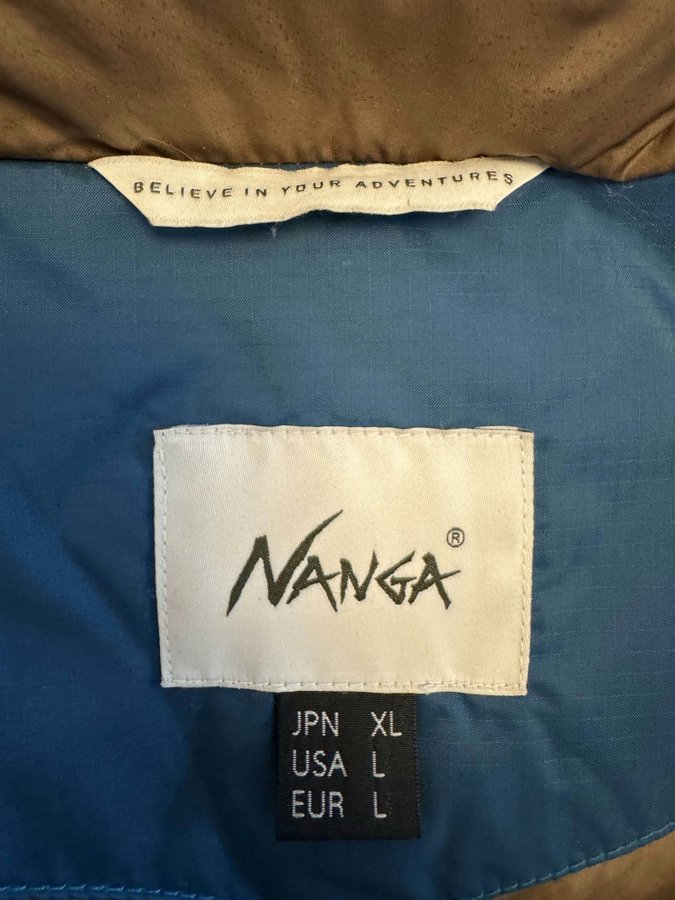 BELIEVE IN YOUR ADVENTURES
NANGA®
JPN XL
USA L
EUR L